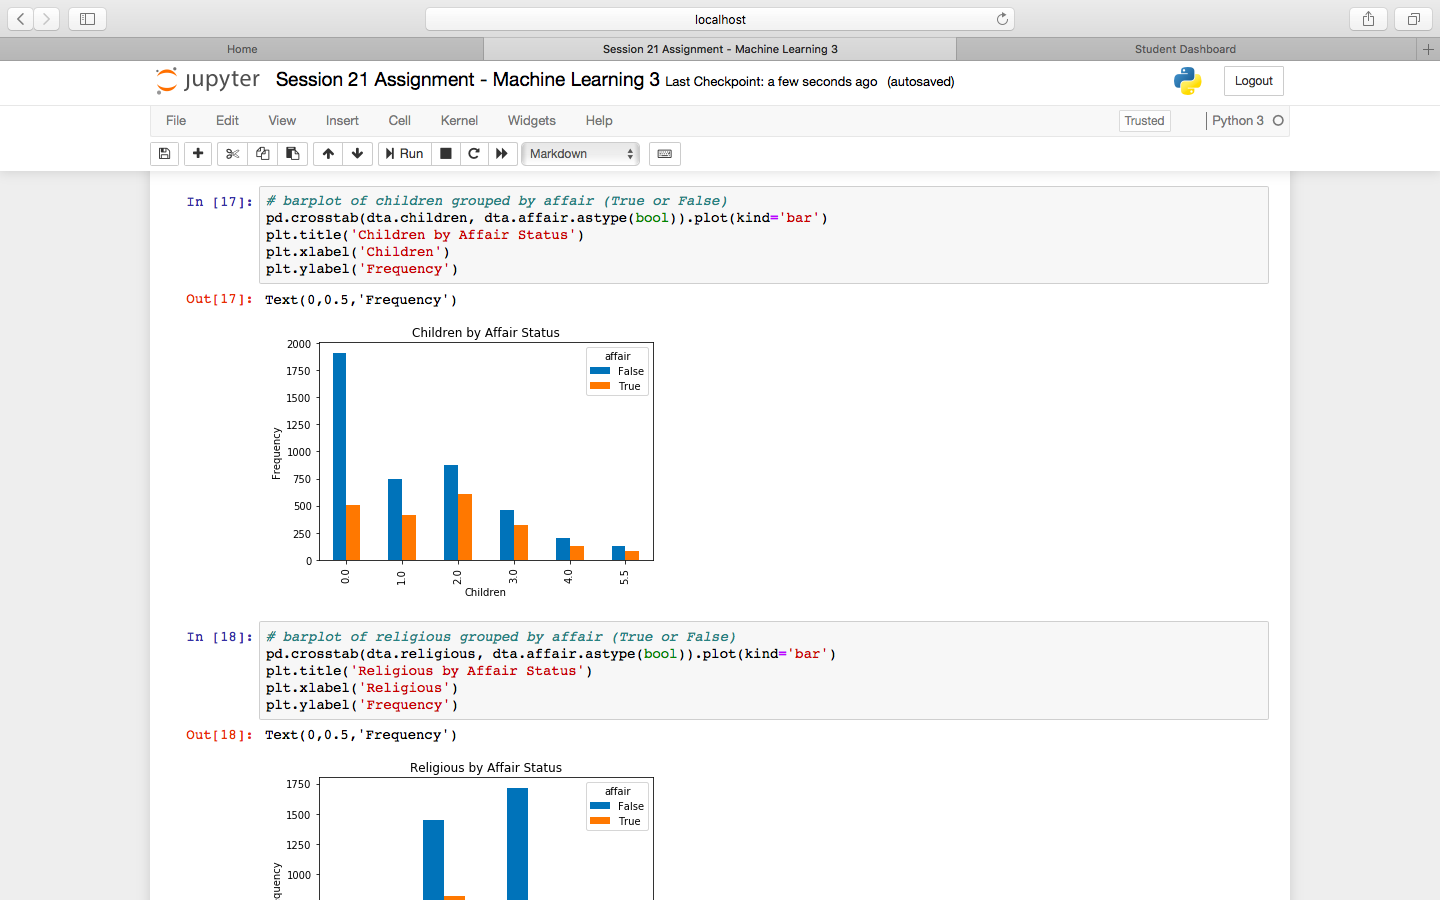 localhost
Home
Session 21 Assignment - Machine Learning 3
Student Dashboard
jupyter Session 21 Assignment - Machine Learning 3 Last Checkpoint: a few seconds ago (autosaved)
Logout
File Edit View Insert Cell Kernel Widgets Help
Trusted
Python 3
Run
Markdown
In [17]:
# barplot of children grouped by affair (True or False)
pd.crosstab(dta.children, dta.affair.astype(bool)).plot(kind='bar')
plt.title('Children by Affair Status')
plt.xlabel('Children')
plt.ylabel('Frequency')
Out[17]: Text(0,0.5,'Frequency')
Children by Affair Status
2000
1750
1500
1250
1000
750
500
250
0
Frequency
affair
False
True
0.0 1.0 2.0 3.0 4.0 5.5
Children
In [18]:
# barplot of religious grouped by affair (True or False)
pd.crosstab(dta.religious, dta.affair.astype(bool)).plot(kind='bar')
plt.title('Religious by Affair Status')
plt.xlabel('Religious')
plt.ylabel('Frequency')
Out[18]: Text(0,0.5,'Frequency')
Religious by Affair Status
1750
1500
1250
1000
quency
affair
False
True